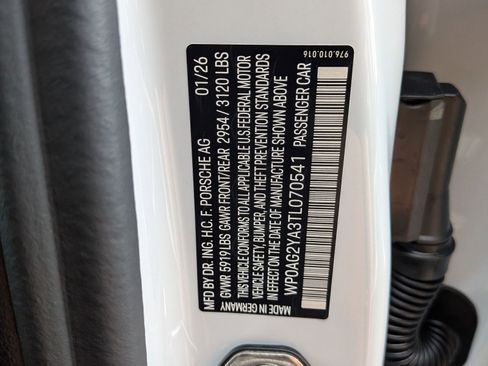 MFD BY DR. ING. H.C. F. PORSCHE AG 01/26
GVWR 5919 LBS GAWR FRONT/REAR 2954 / 3120 LBS
THIS VEHICLE CONFORMS TO ALL APPLICABLE U.S. FEDERAL MOTOR
VEHICLE SAFETY, BUMPER, AND THEFT PREVENTION STANDARDS
IN EFFECT ON THE DATE OF MANUFACTURE SHOWN ABOVE
WP0AG2YA3TL070541 PASSENGER CAR
MADE IN GERMANY
976.010.016